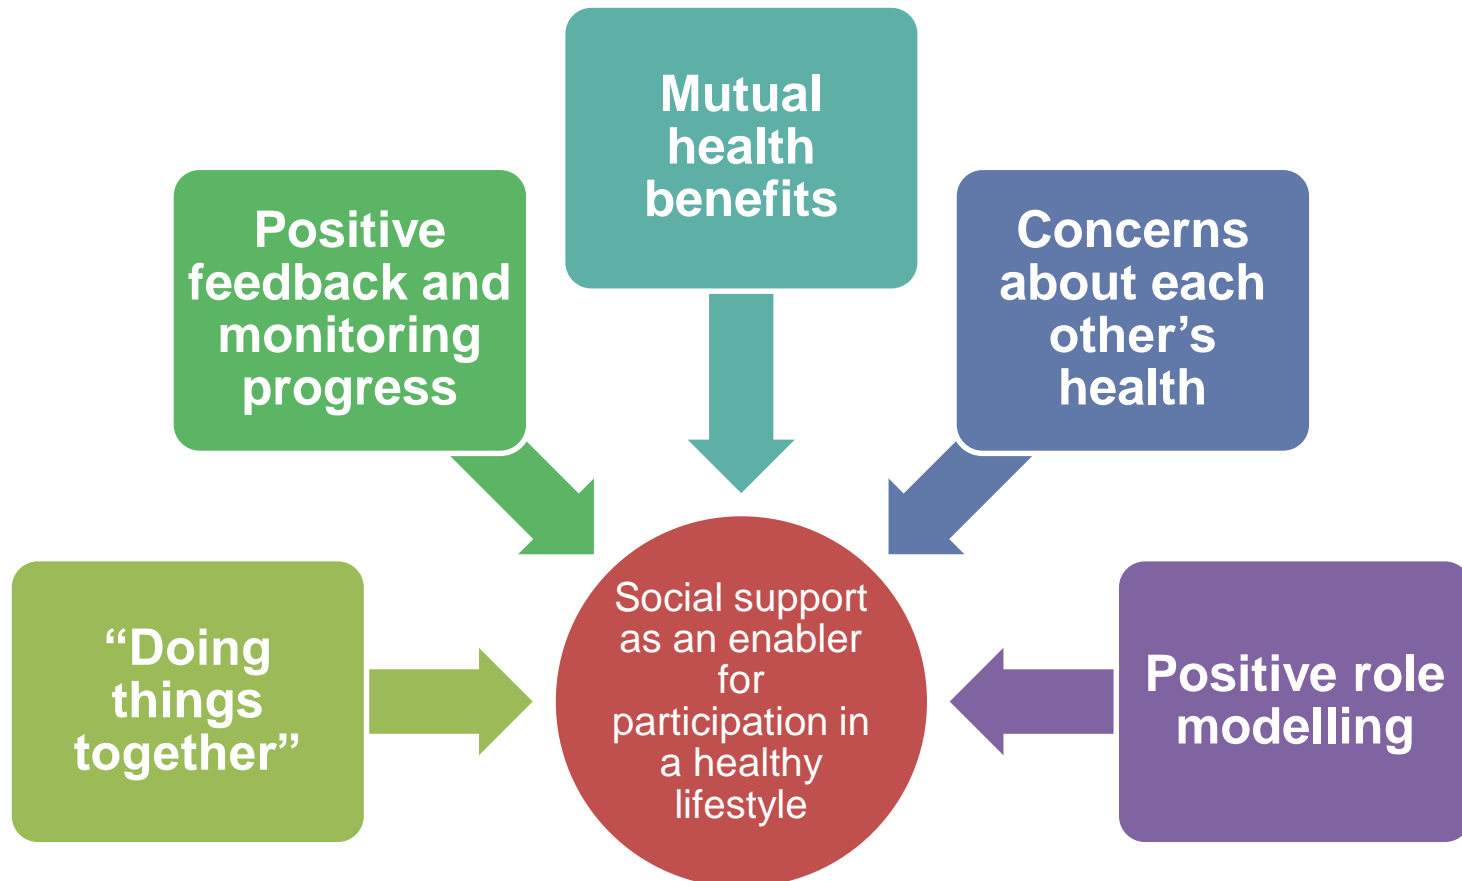 Mutual
health
benefits
Positive
feedback and
monitoring
progress
Concerns
about each
other’s
health
“Doing
things
together”
Social support
as an enabler
for
participation in
a healthy
lifestyle
Positive role
modelling